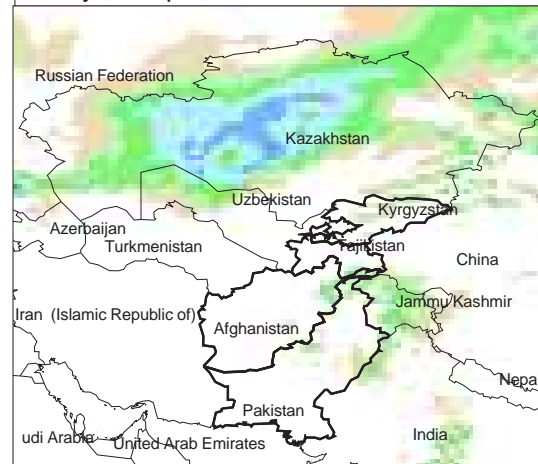 Russian Federation
Kazakhstan
Uzbekistan
Kyrgyzstan
Azerbaijan
Turkmenistan
Tajikistan
China
Jammu Kashmir
Iran (Islamic Republic of)
Afghanistan
Nepa
Pakistan
udi Arabia
United Arab Emirates
India